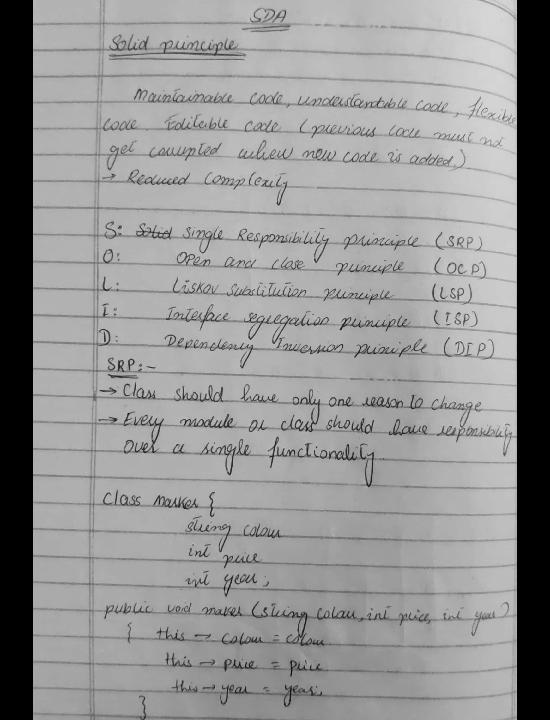 SDA
Solid principle
Maintainable code, understandable code, flexible
code. Editable code (previous code must not
get corrupted when new code is added.)
→ Reduced Complexity
S: Solid Single Responsibility principle (SRP)
O: Open and close principle (OCP)
L: Liskov substitution principle (LSP)
I: Interface segregation principle (ISP)
D: Dependency Inversion principle (DIP)
SRP:-
→ Class should have only one reason to change
→ Every module or class should have responsibility
over a single functionality.
Class Marker {
string colour
int price
int year;
public void maker (string colour, int price, int year)
{ this → colour = colour
this → price = price
this → year = year;
}